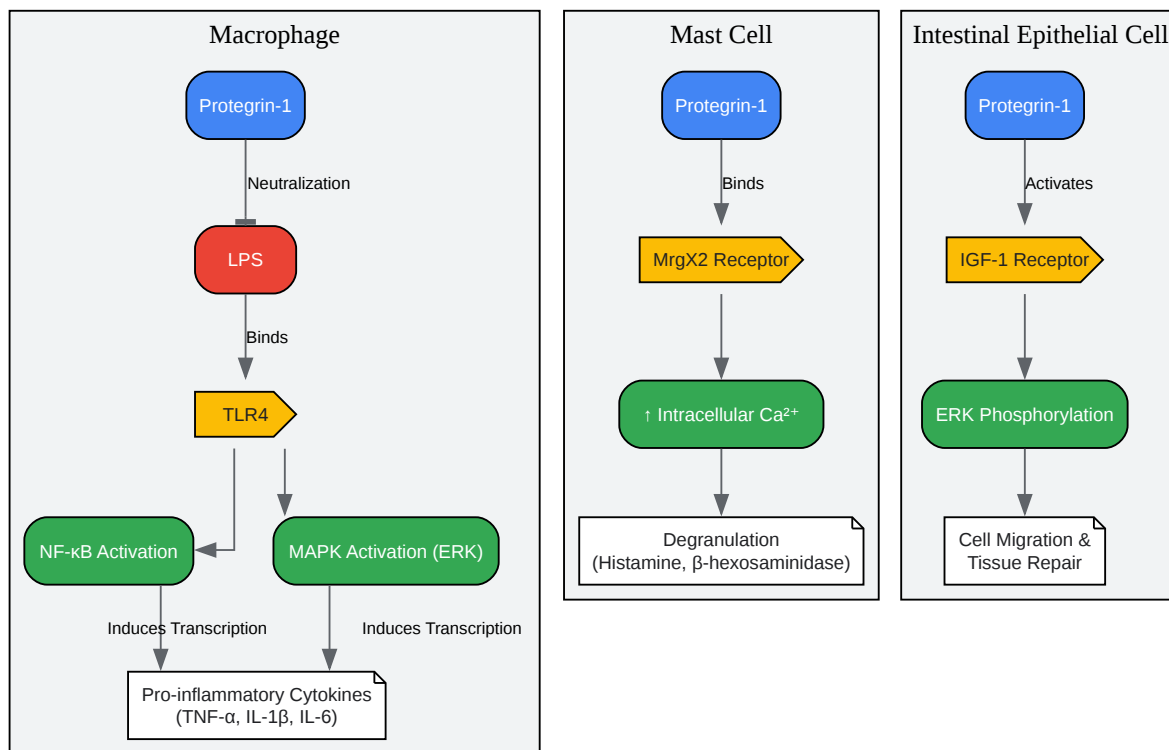 Macrophage
Protegrin-1
Neutralization
LPS
Binds
TLR4
NF-κB Activation
MAPK Activation (ERK)
Induces Transcription
Induces Transcription
Pro-inflammatory Cytokines
(TNF-α, IL-1β, IL-6)
Mast Cell
Protegrin-1
Binds
MrgX2 Receptor
↑ Intracellular Ca²⁺
Degranulation
(Histamine, β-hexosaminidase)
Intestinal Epithelial Cell
Protegrin-1
Activates
IGF-1 Receptor
ERK Phosphorylation
Cell Migration &
Tissue Repair